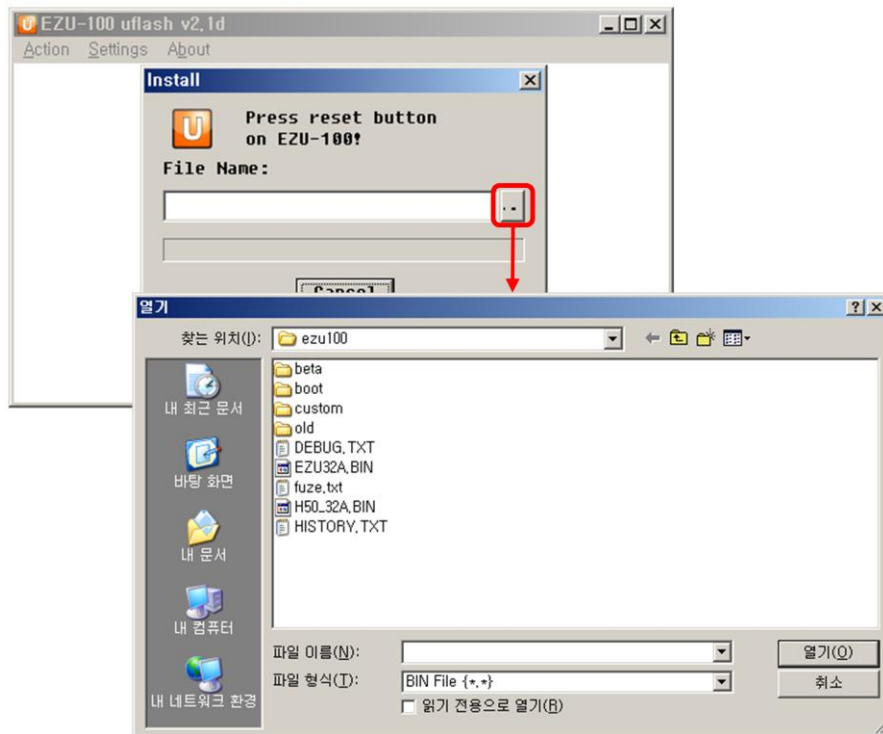 EZU-100 uflash v2,1d
Action Settings About
Install
Press reset button
on EZU-100!
File Name:
..
Cancel
열기
찾는 위치(I): ezu100
내 최근 문서
바탕 화면
내 문서
내 컴퓨터
내 네트워크 환경
beta
boot
custom
old
DEBUG,TXT
EZU32A,BIN
fuze,txt
H50_32A,BIN
HISTORY,TXT
파일 이름(N): 열기(O)
파일 형식(T): BIN File {*,*} 취소
읽기 전용으로 열기(R)